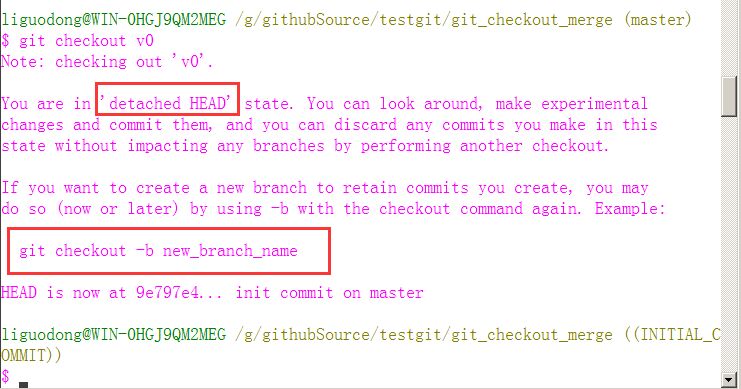 liguodong@WIN-OHGJ9QM2MEG /g/githubSource/testgit/git_checkout_merge (master)
$ git checkout v0
Note: checking out 'v0'.
You are in 'detached HEAD' state. You can look around, make experimental
changes and commit them, and you can discard any commits you make in this
state without impacting any branches by performing another checkout.
If you want to create a new branch to retain commits you create, you may
do so (now or later) by using -b with the checkout command again. Example:
git checkout -b new_branch_name
HEAD is now at 9e797e4... init commit on master
liguodong@WIN-OHGJ9QM2MEG /g/githubSource/testgit/git_checkout_merge ((INITIAL_C
OMMIT))
$